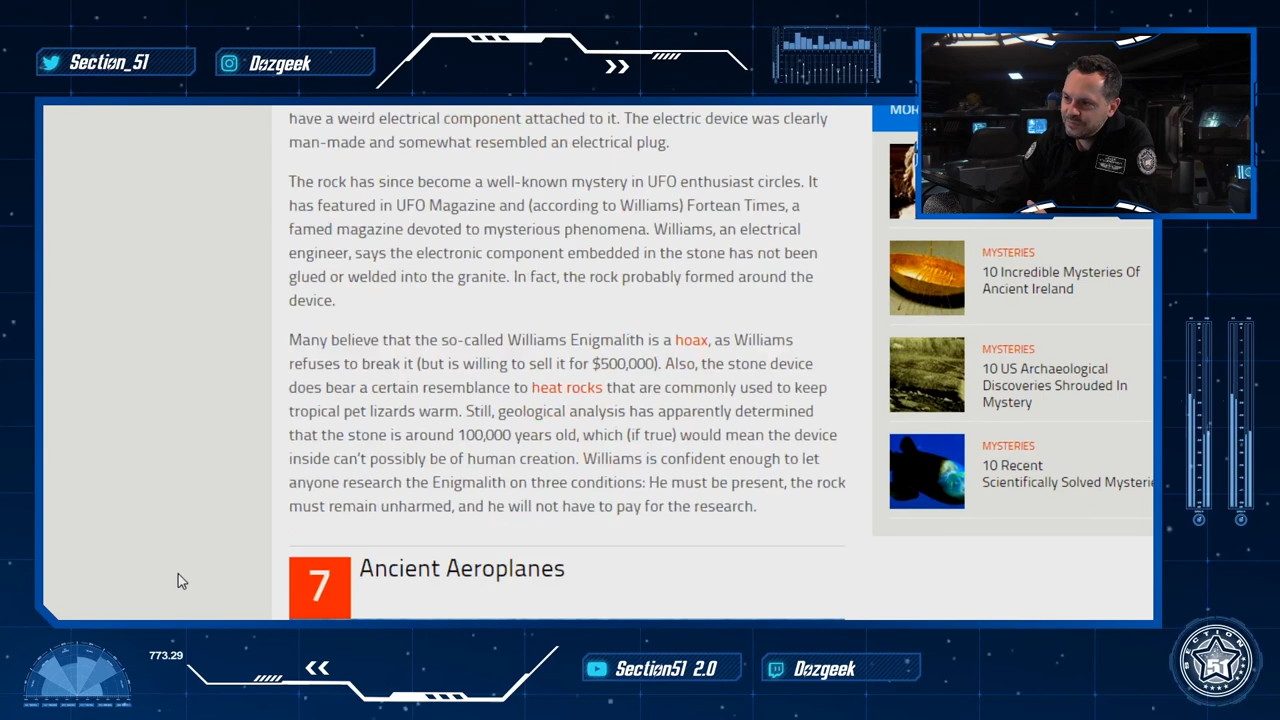 Section_51
Dazgeek
have a weird electrical component attached to it. The electric device was clearly
man-made and somewhat resembled an electrical plug.
The rock has since become a well-known mystery in UFO enthusiast circles. It
has featured in UFO Magazine and (according to Williams) Fortean Times, a
famed magazine devoted to mysterious phenomena. Williams, an electrical
engineer, says the electronic component embedded in the stone has not been
glued or welded into the granite. In fact, the rock probably formed around the
device.
Many believe that the so-called Williams Enigmalith is a hoax, as Williams
refuses to break it (but is willing to sell it for $500,000). Also, the stone device
does bear a certain resemblance to heat rocks that are commonly used to keep
tropical pet lizards warm. Still, geological analysis has apparently determined
that the stone is around 100,000 years old, which (if true) would mean the device
inside can't possibly be of human creation. Williams is confident enough to let
anyone research the Enigmalith on three conditions: He must be present, the rock
must remain unharmed, and he will not have to pay for the research.
7
Ancient Aeroplanes
MOR
MYSTERIES
10 Incredible Mysteries Of
Ancient Ireland
MYSTERIES
10 US Archaeological
Discoveries Shrouded In
Mystery
MYSTERIES
10 Recent
Scientifically Solved Mysterie
773.29
Section51 2.0
Dazgeek
SECTION
51